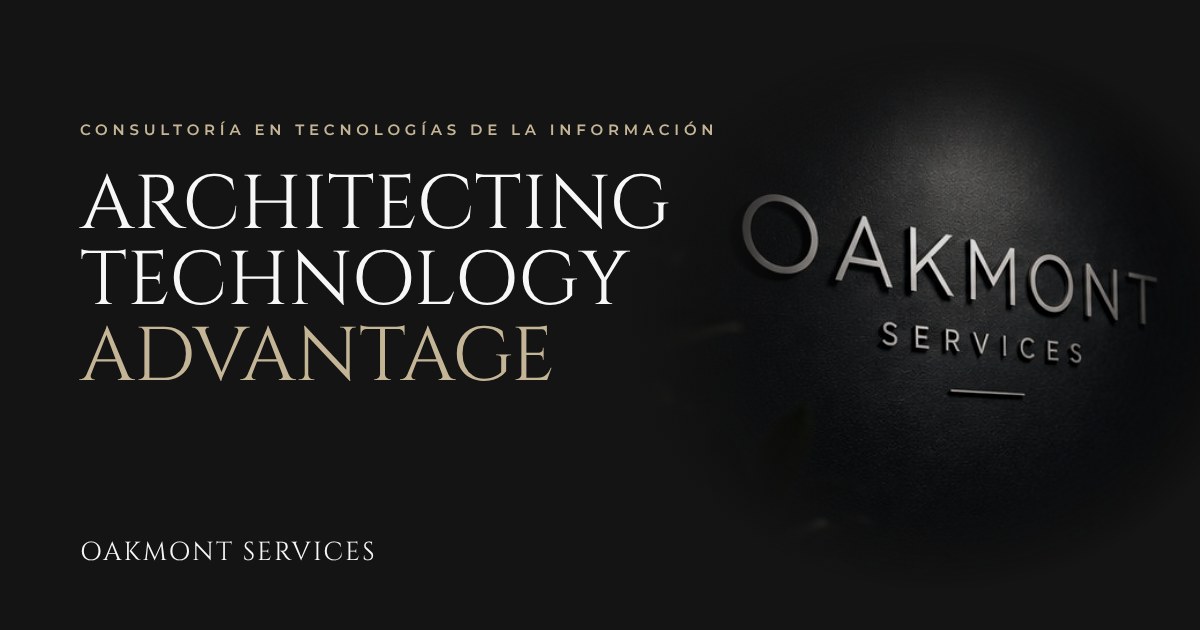 CONSULTORÍA EN TECNOLOGÍAS DE LA INFORMACIÓN
ARCHITECTING
TECHNOLOGY
ADVANTAGE
OAKMONT SERVICES
OAKMONT
SERVICES